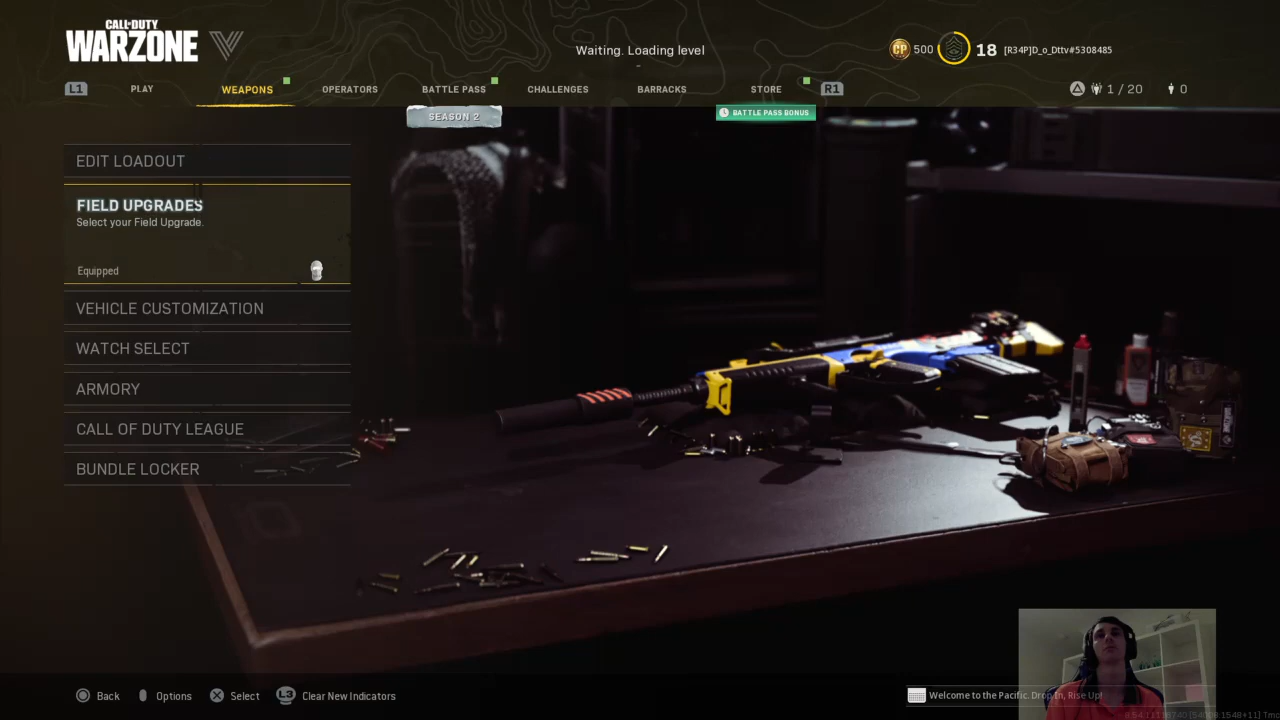 CALL OF DUTY
WARZONE
Waiting. Loading level
CP 500 18 [R34P]D_o_Dttv#5308485
L1 PLAY WEAPONS OPERATORS BATTLE PASS CHALLENGES BARRACKS STORE R1 1 / 20 0
SEASON 2
BATTLE PASS BONUS
EDIT LOADOUT
FIELD UPGRADES
Select your Field Upgrade.
Equipped
VEHICLE CUSTOMIZATION
WATCH SELECT
ARMORY
CALL OF DUTY LEAGUE
BUNDLE LOCKER
Back Options Select L3 Clear New Indicators
Welcome to the Pacific. Drop In, Rise Up!